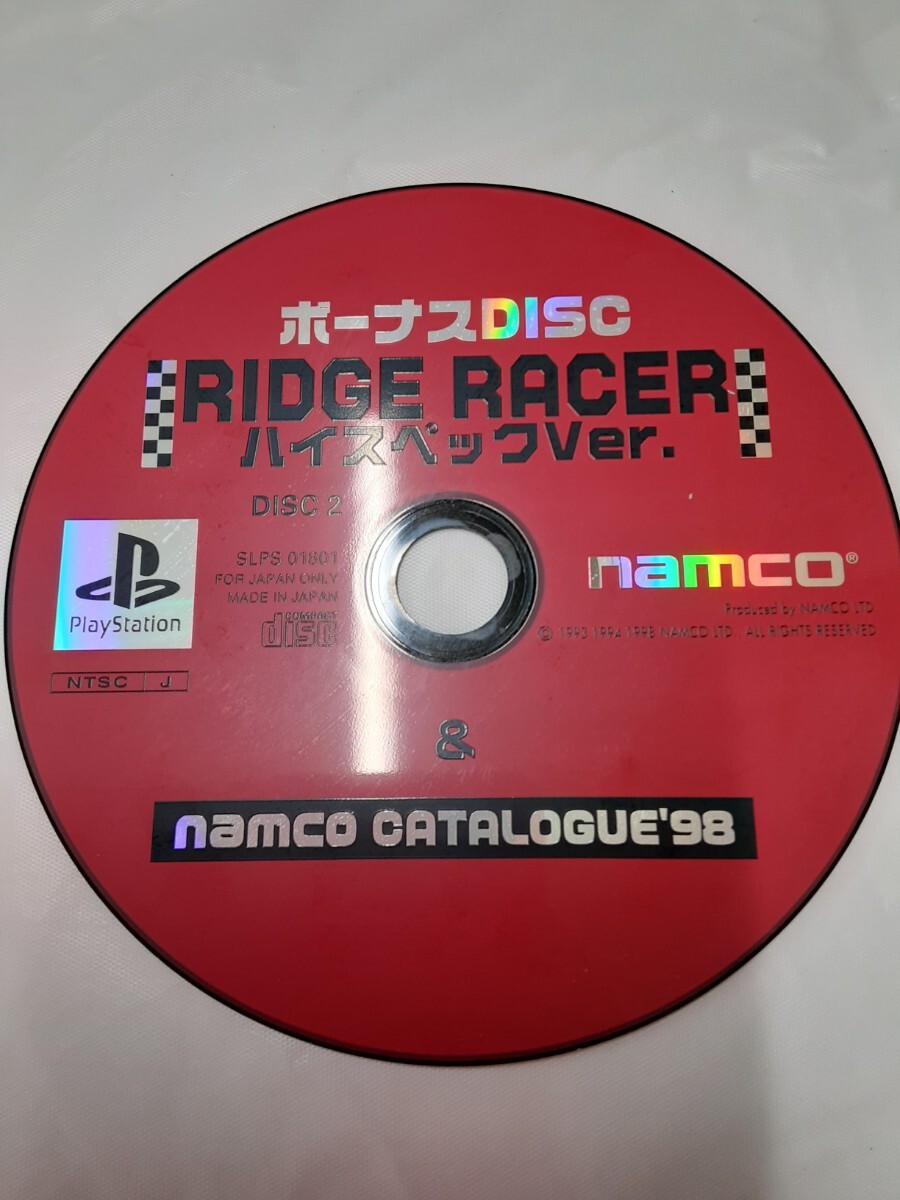 ボーナスDISC
RIDGE RACER
ハイスペックVer.
DISC 2
SLPS 01801
FOR JAPAN ONLY
MADE IN JAPAN
COMPACT
disc
PlayStation
NTSC J
namco®
Produced by NAMCO LTD
© 1993 1994 1998 NAMCO LTD. ALL RIGHTS RESERVED
&
namco CATALOGUE'98